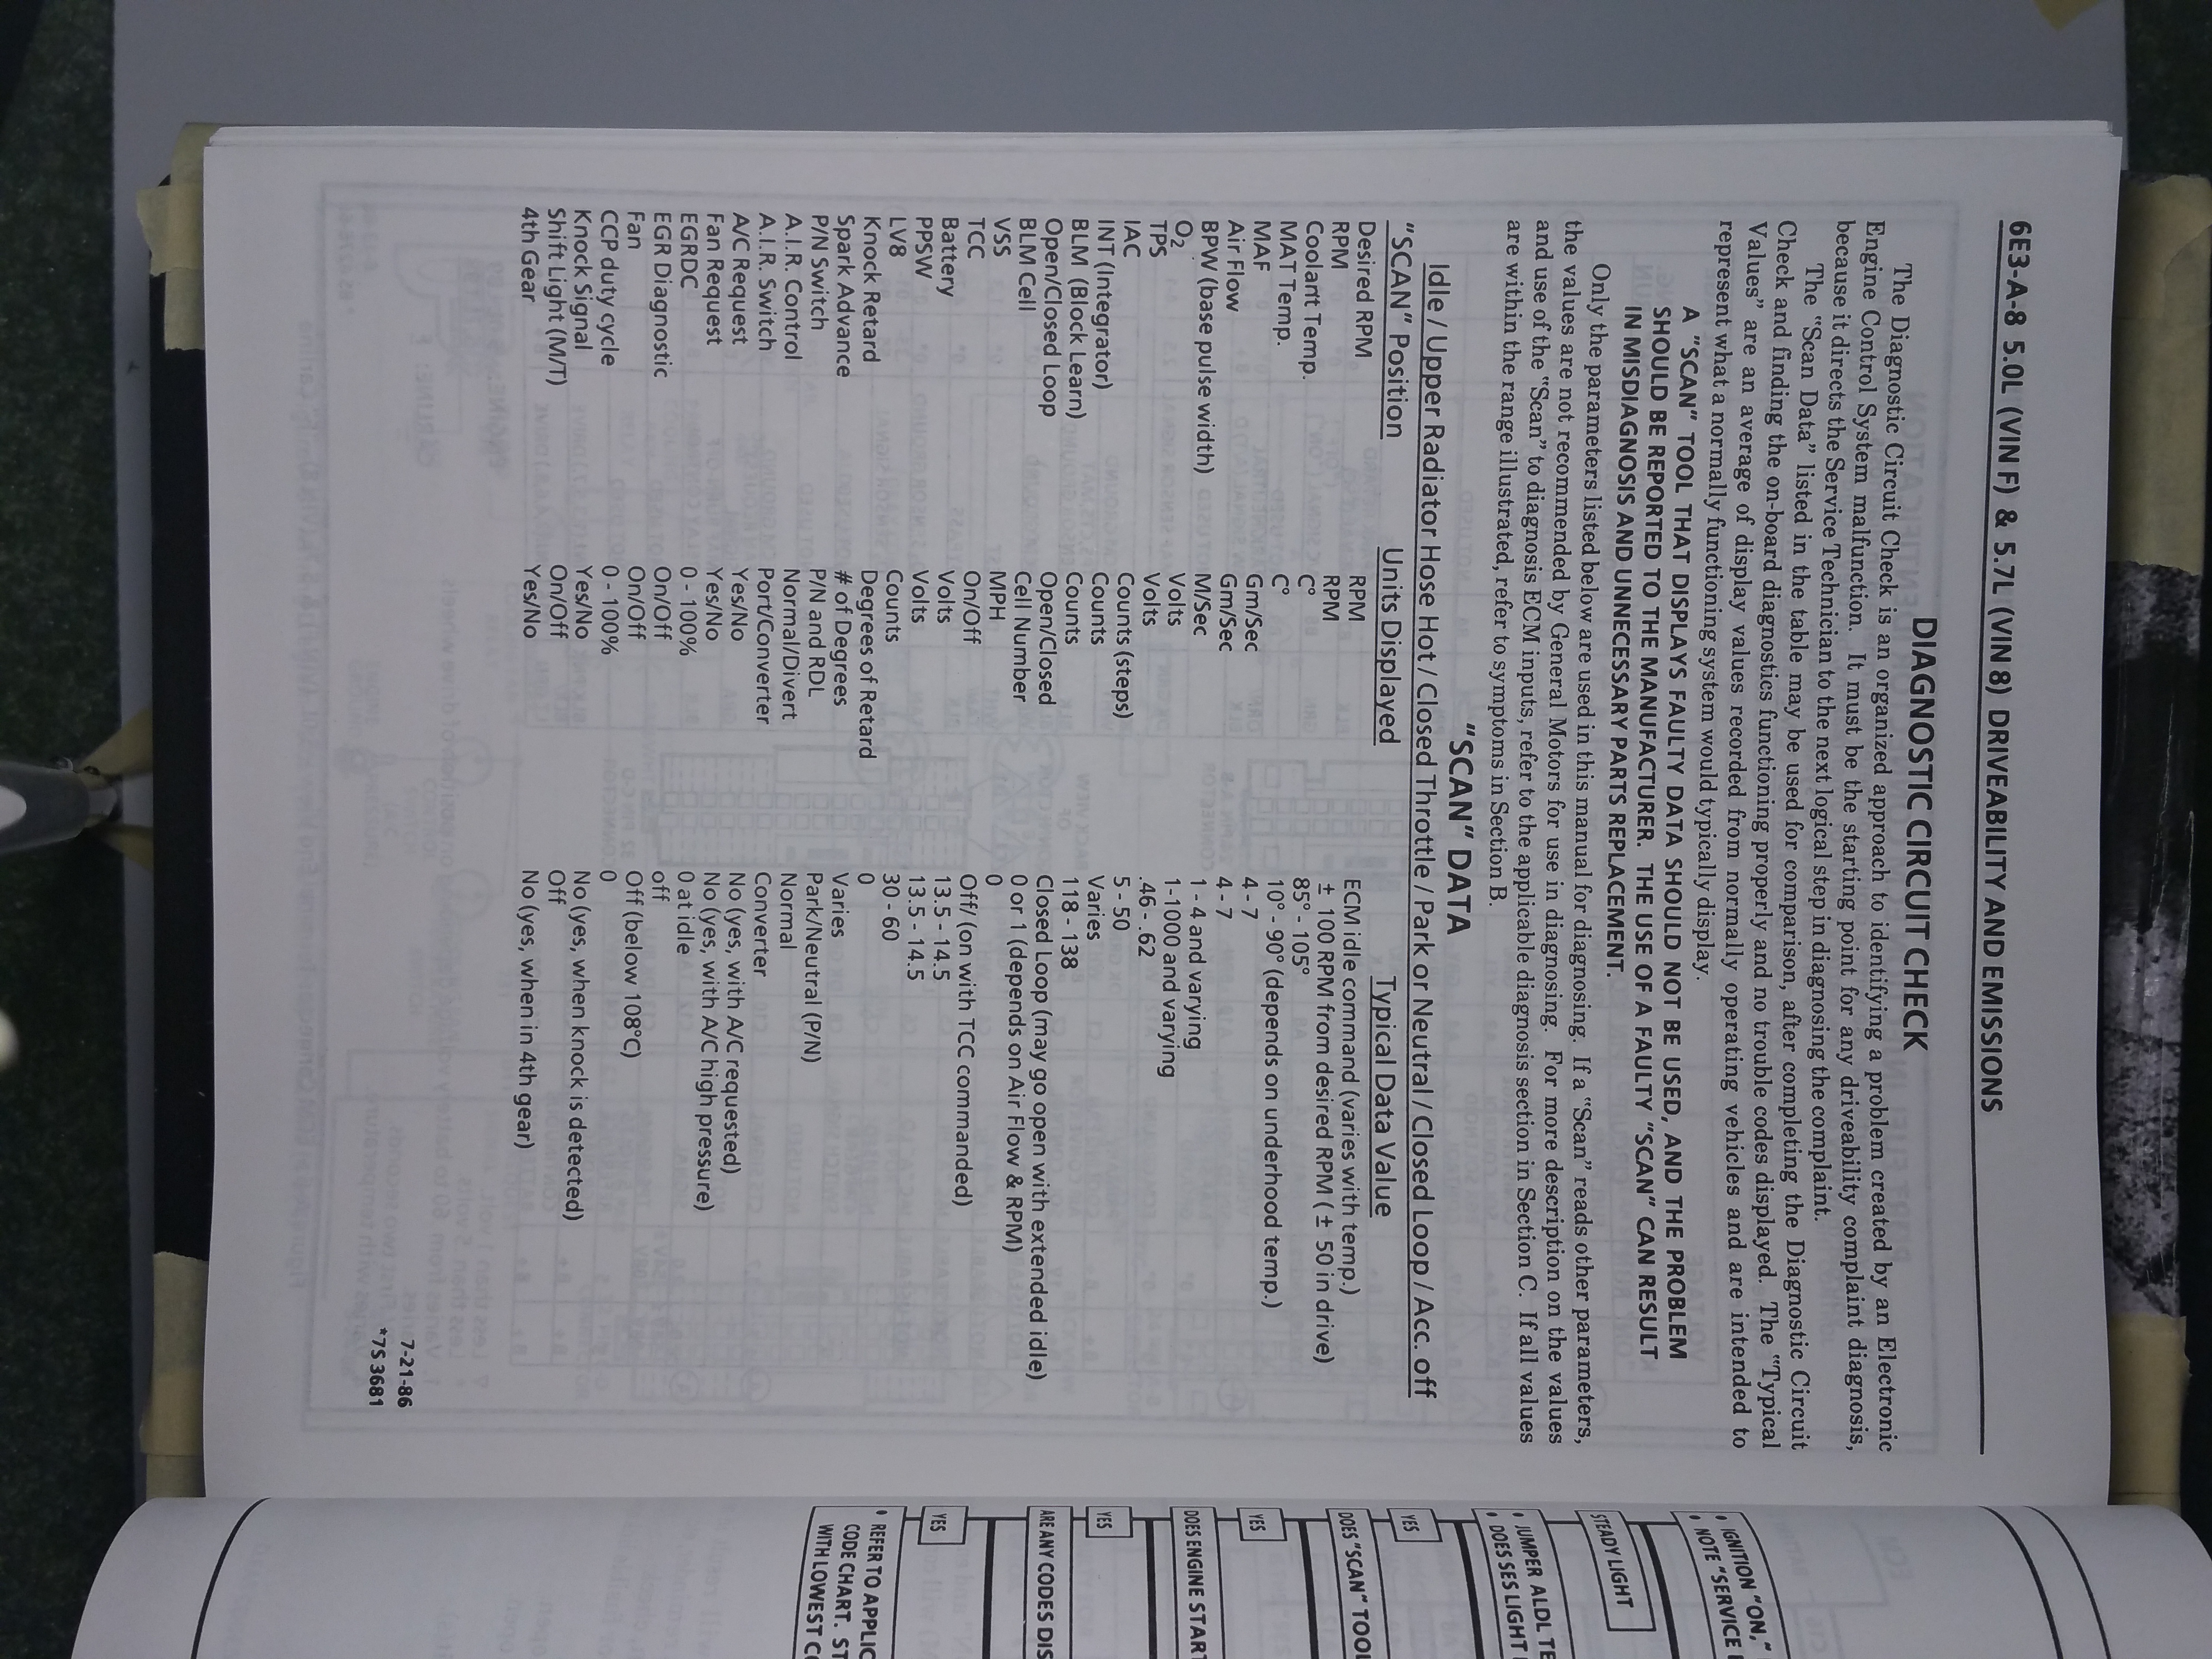 6E3-A-8 5.0L (VIN F) & 5.7L (VIN 8) DRIVEABILITY AND EMISSIONS
DIAGNOSTIC CIRCUIT CHECK
The Diagnostic Circuit Check is an organized approach to identifying a problem created by an Electronic
Engine Control System malfunction. It must be the starting point for any driveability complaint diagnosis,
because it directs the Service Technician to the next logical step in diagnosing the complaint.
The "Scan Data" listed in the table may be used for comparison, after completing the Diagnostic Circuit
Check and finding the on-board diagnostics functioning properly and no trouble codes displayed. The "Typical
Values" are an average of display values recorded from normally operating vehicles and are intended to
represent what a normally functioning system would typically display.
A "SCAN" TOOL THAT DISPLAYS FAULTY DATA SHOULD NOT BE USED, AND THE PROBLEM
SHOULD BE REPORTED TO THE MANUFACTURER. THE USE OF A FAULTY "SCAN" CAN RESULT
IN MISDIAGNOSIS AND UNNECESSARY PARTS REPLACEMENT.
Only the parameters listed below are used in this manual for diagnosing. If a "Scan" reads other parameters,
the values are not recommended by General Motors for use in diagnosing. For more description on the values
and use of the "Scan" to diagnosis ECM inputs, refer to the applicable diagnosis section in Section C. If all values
are within the range illustrated, refer to symptoms in Section B.
"SCAN" DATA
Idle / Upper Radiator Hose Hot / Closed Throttle / Park or Neutral / Closed Loop / Acc. off
"SCAN" Position Units Displayed Typical Data Value
Desired RPM RPM ECM idle command (varies with temp.)
RPM RPM ± 100 RPM from desired RPM (± 50 in drive)
Coolant Temp. C° 85° - 105°
MAT Temp. C° 10° - 90° (depends on underhood temp.)
MAF Gm/Sec 4 - 7
Air Flow Gm/Sec 4 - 7
BPW (base pulse width) M/Sec 1 - 4 and varying
O2 Volts 1-1000 and varying
TPS Volts .46 - .62
IAC Counts (steps) 5 - 50
INT (Integrator) Counts Varies
BLM (Block Learn) Counts 118 - 138
Open/Closed Loop Open/Closed Closed Loop (may go open with extended idle)
BLM Cell Cell Number 0 or 1 (depends on Air Flow & RPM)
VSS MPH 0
TCC On/Off Off/ (on with TCC commanded)
Battery Volts 13.5 - 14.5
PPSW Volts 13.5 - 14.5
LV8 Counts 30 - 60
Knock Retard Degrees of Retard 0
Spark Advance # of Degrees Varies
P/N Switch P/N and RDL Park/Neutral (P/N)
A.I.R. Control Normal/Divert Normal
A.I.R. Switch Port/Converter Converter
A/C Request Yes/No No (yes, with A/C requested)
Fan Request Yes/No No (yes, with A/C high pressure)
EGRDC 0 - 100% 0 at idle
EGR Diagnostic On/Off off
Fan On/Off Off (below 108°C)
CCP duty cycle 0 - 100% 0
Knock Signal Yes/No No (yes, when knock is detected)
Shift Light (M/T) On/Off Off
4th Gear Yes/No No (yes, when in 4th gear)
7-21-86
*7S 3681
• IGNITION "ON,"
• NOTE "SERVICE
STEADY LIGHT
• JUMPER ALDL TE
• DOES SES LIGHT
YES
DOES "SCAN" TOOL
YES
DOES ENGINE START
YES
ARE ANY CODES DIS
YES
• REFER TO APPLIC
CODE CHART. ST
WITH LOWEST CO